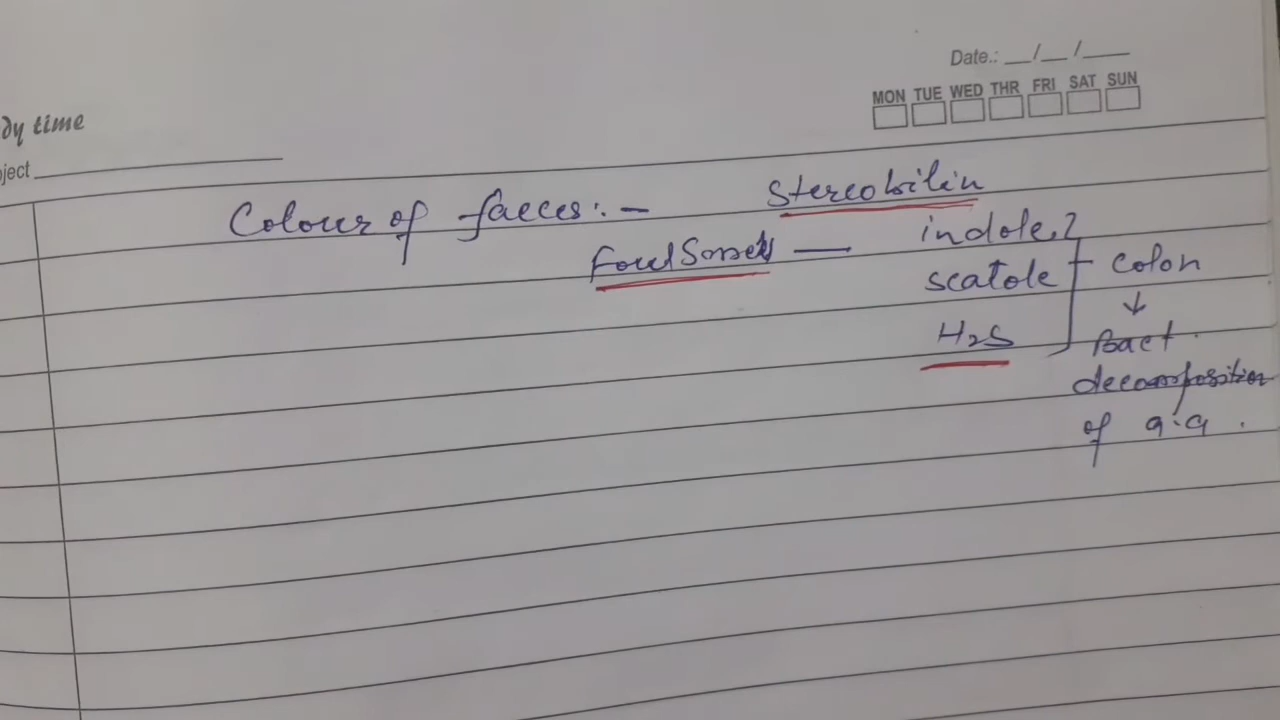 Date.: __/__/____
MON TUE WED THR FRI SAT SUN
dy time
ject
Colour of faeces:- Stercobilin
Foul Smell — indole
scatole
colon
↓
H2S
Bact.
decomposition
of a.a.